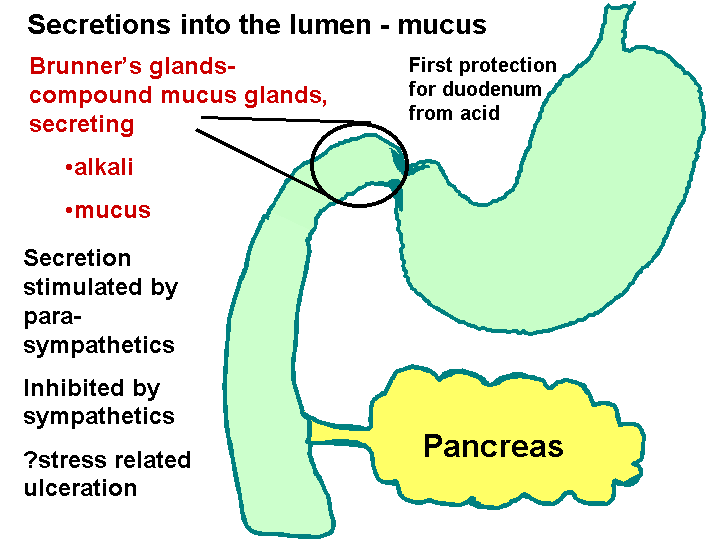 Secretions into the lumen - mucus
Brunner’s glands-
compound mucus glands,
secreting
•alkali
•mucus
First protection
for duodenum
from acid
Secretion
stimulated by
para-
sympathetics
Inhibited by
sympathetics
?stress related
ulceration
Pancreas